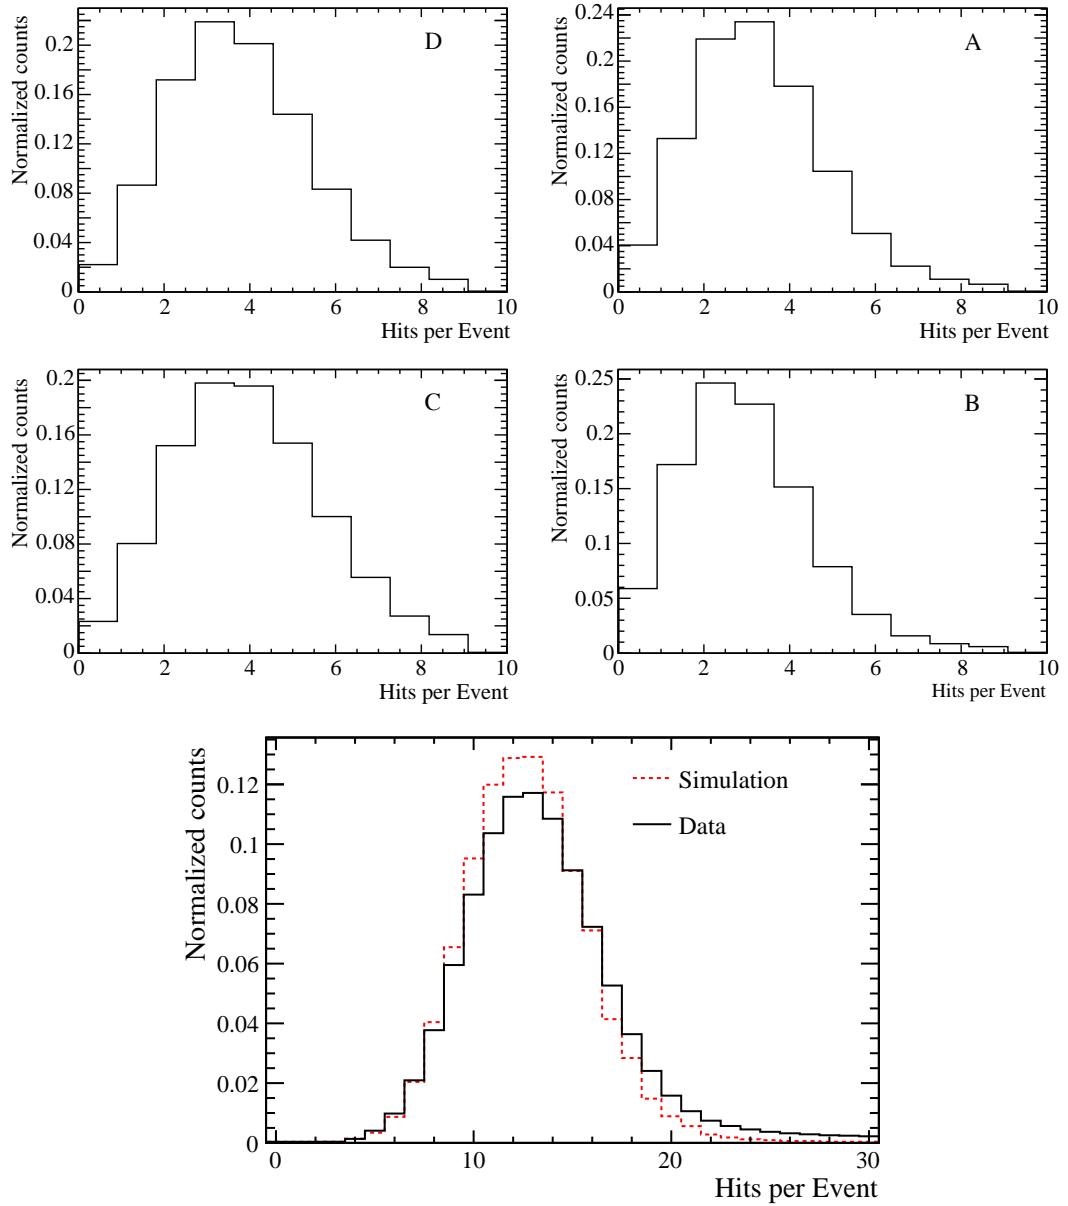 Normalized counts
D
0.2
0.16
0.12
0.08
0.04
0
0 2 4 6 8 10
Hits per Event
Normalized counts
A
0.24
0.2
0.16
0.12
0.08
0.04
0
0 2 4 6 8 10
Hits per Event
Normalized counts
C
0.2
0.16
0.12
0.08
0.04
0
0 2 4 6 8 10
Hits per Event
Normalized counts
B
0.25
0.2
0.15
0.1
0.05
0
0 2 4 6 8 10
Hits per Event
Normalized counts
Simulation
Data
0.12
0.1
0.08
0.06
0.04
0.02
0
0 10 20 30
Hits per Event